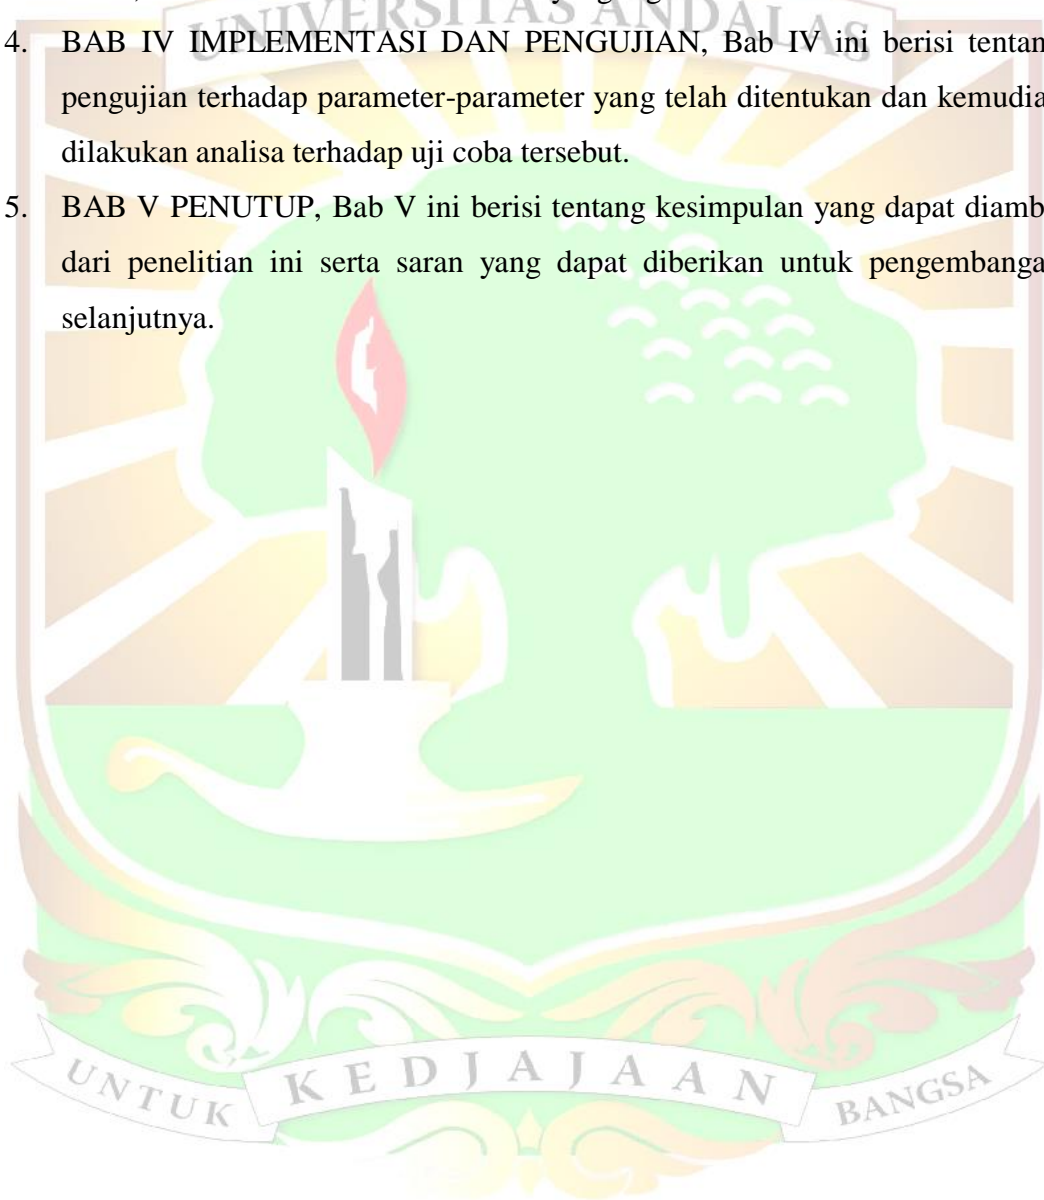 UNIVERSITAS ANDALAS
4. BAB IV IMPLEMENTASI DAN PENGUJIAN, Bab IV ini berisi tentan
pengujian terhadap parameter-parameter yang telah ditentukan dan kemudia
dilakukan analisa terhadap uji coba tersebut.
5. BAB V PENUTUP, Bab V ini berisi tentang kesimpulan yang dapat diamb
dari penelitian ini serta saran yang dapat diberikan untuk pengembanga
selanjutnya.
UNTUK KEDJAJAAN BANGSA